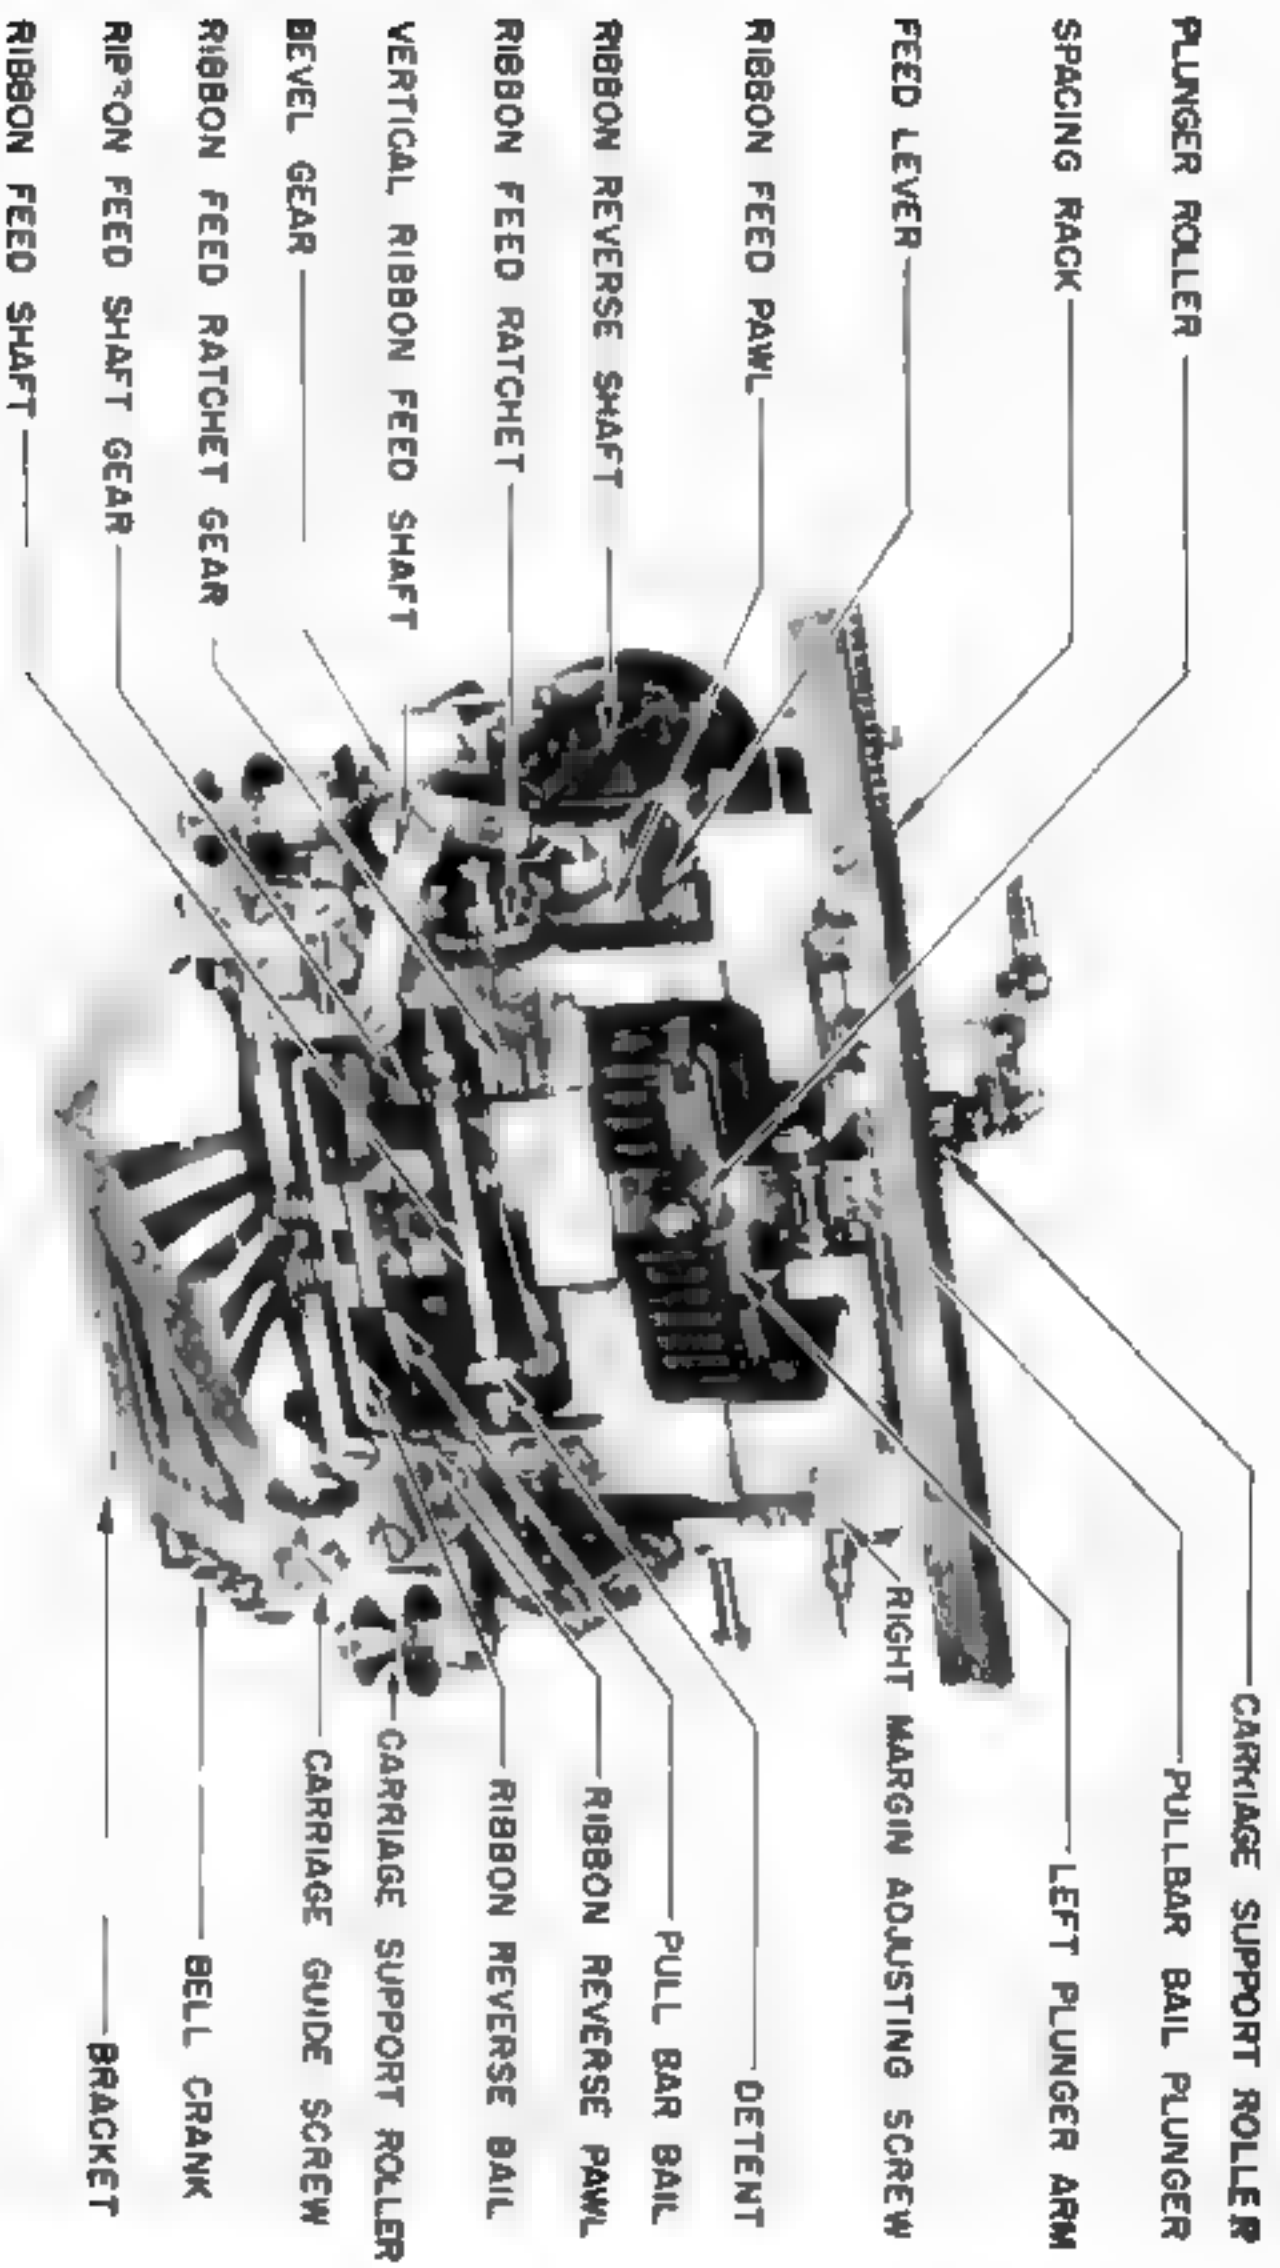 PLUNGER ROLLER
SPACING RACK
FEED LEVER
RIBBON FEED PAWL
RIBBON REVERSE SHAFT
RIBBON FEED RATCHET
VERTICAL RIBBON FEED SHAFT
BEVEL GEAR
RIBBON FEED RATCHET GEAR
RIBBON FEED SHAFT GEAR
RIBBON FEED SHAFT
CARRIAGE SUPPORT ROLLER
PULLBAR BAIL PLUNGER
LEFT PLUNGER ARM
RIGHT MARGIN ADJUSTING SCREW
DETENT
PULL BAR BAIL
RIBBON REVERSE PAWL
RIBBON REVERSE BAIL
CARRIAGE SUPPORT ROLLER
CARRIAGE GUIDE SCREW
BELL CRANK
BRACKET